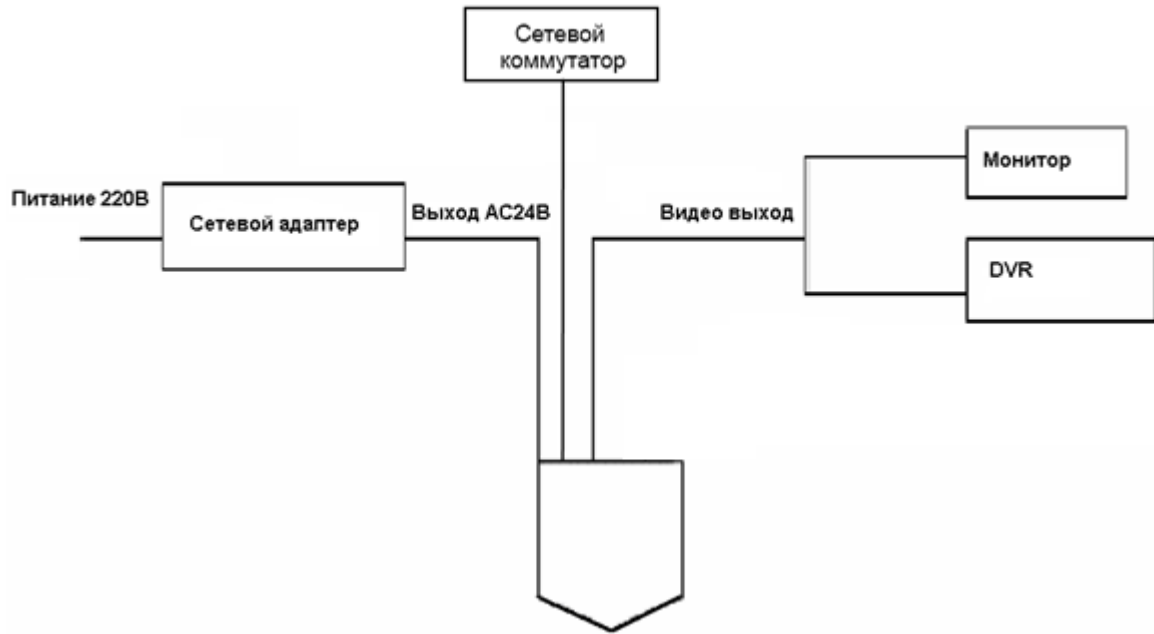 Сетевой
коммутатор
Монитор
Питание 220В
Сетевой адаптер
Выход AC24В
Видео выход
DVR